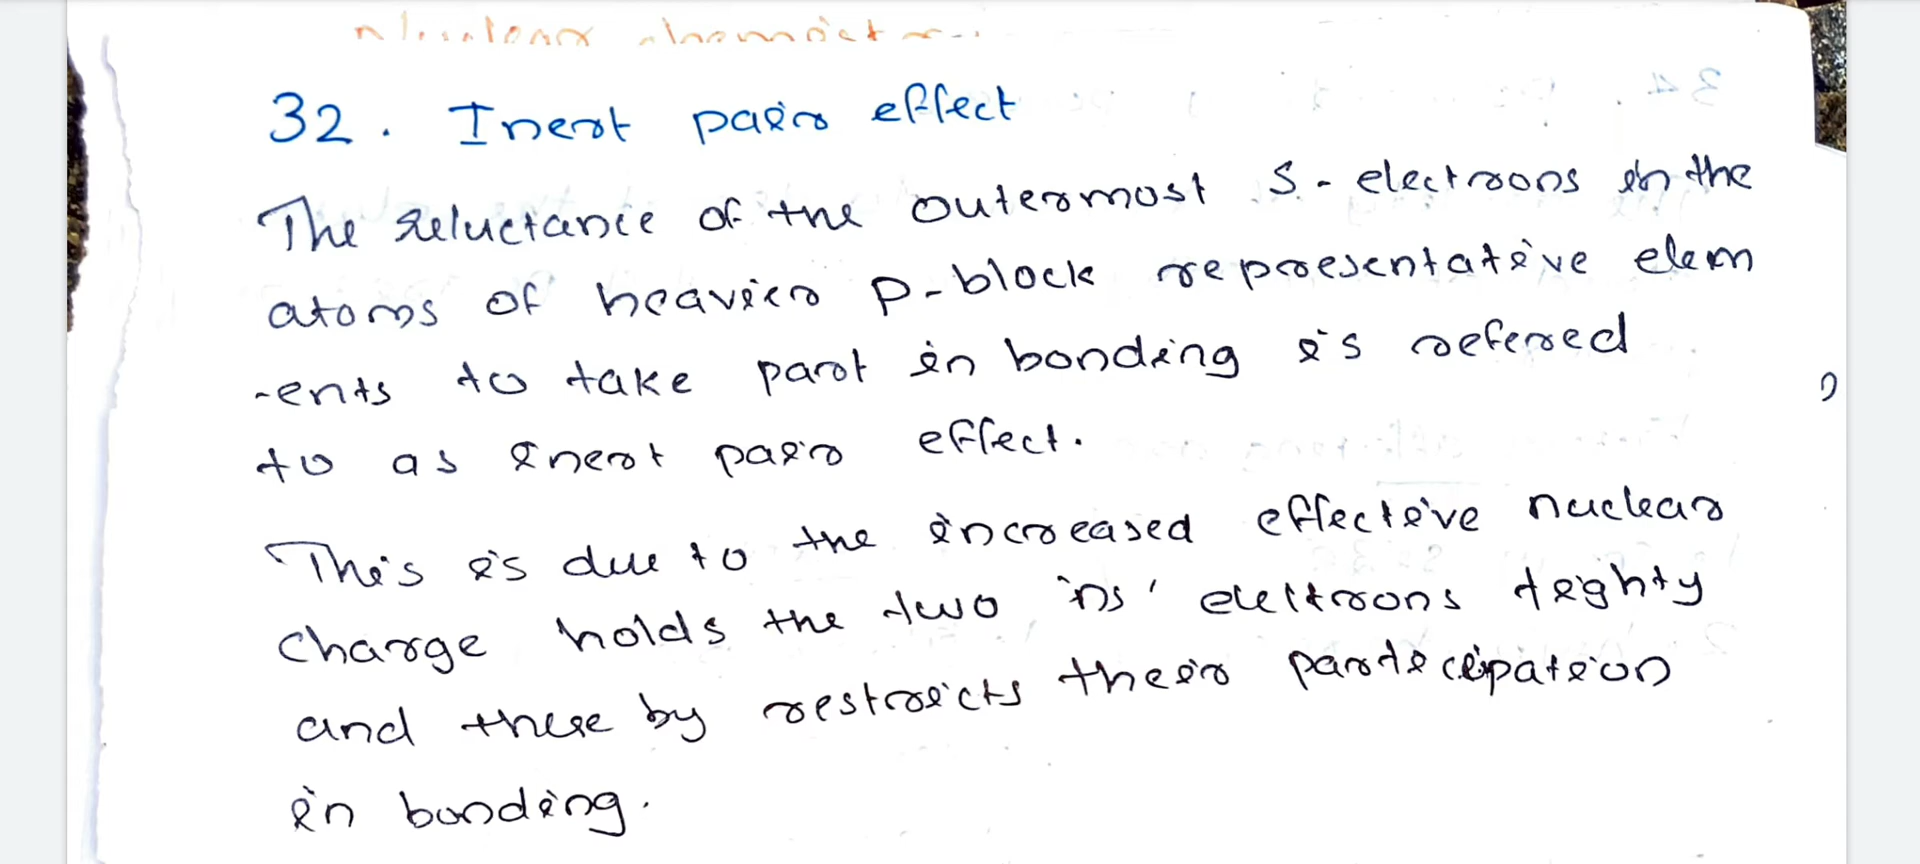 32. Inert pair effect
The reluctance of the outermost S-electrons in the
atoms of heavier P-block representative elem
-ents to take part in bonding is refered
to as inert pair effect.
This is due to the increased effective nuclear
charge holds the two 'ns' electrons tighty
and there by restricts their participation
in bonding.